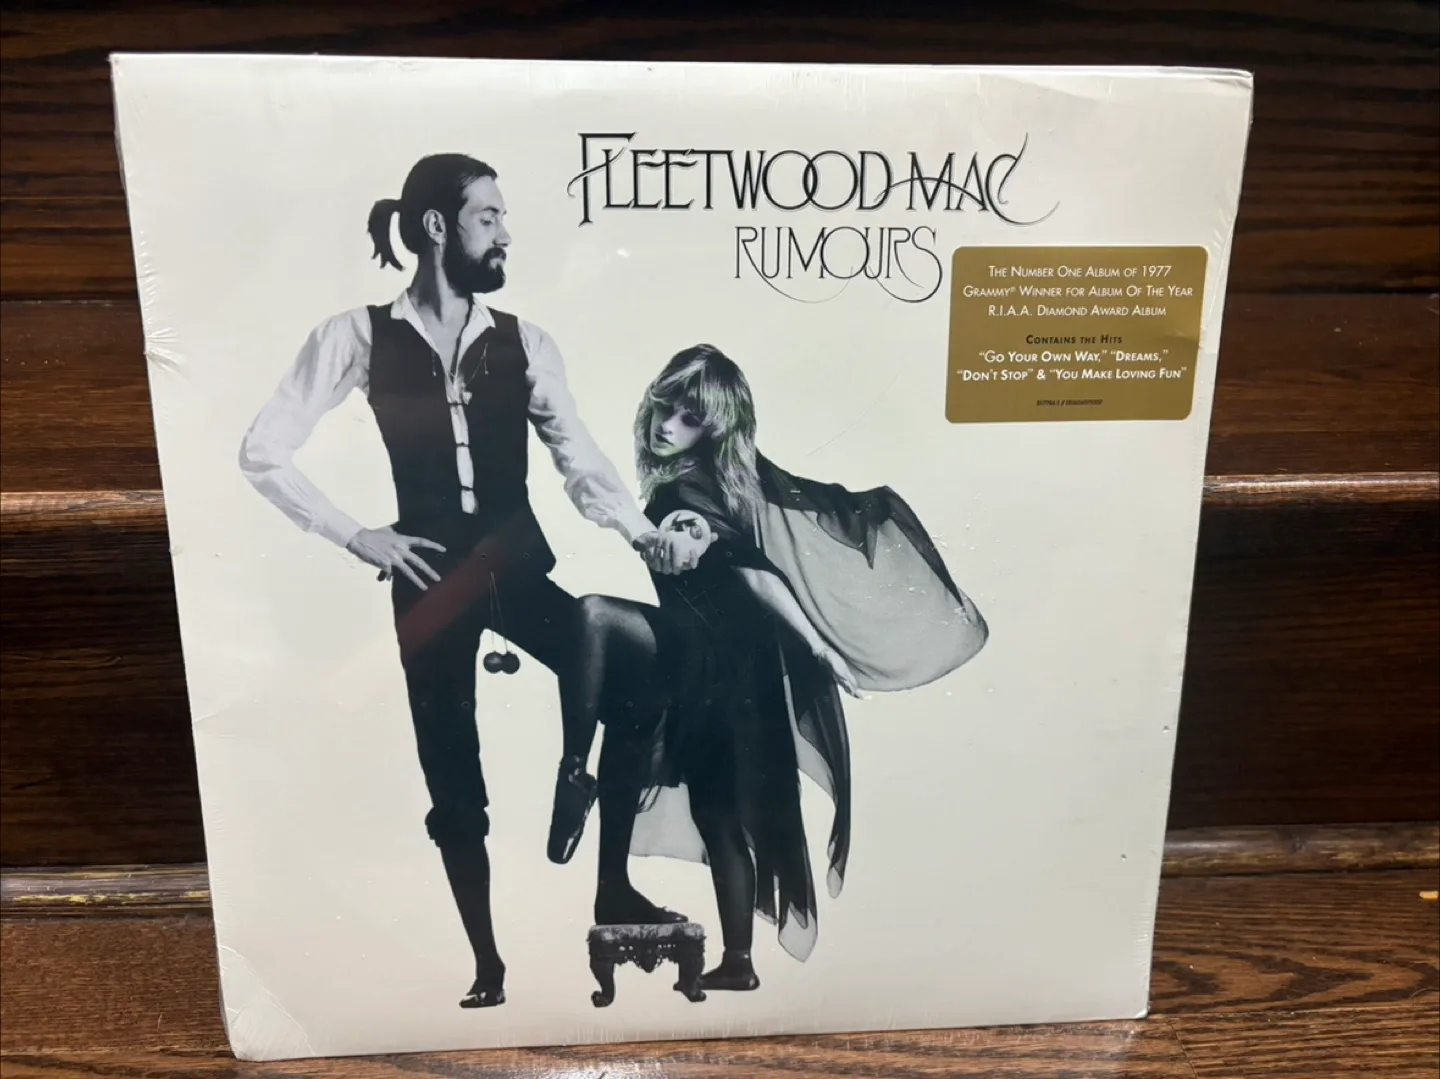 FLEETWOOD MAC
RUMOURS
THE NUMBER ONE ALBUM OF 1977
GRAMMY® WINNER FOR ALBUM OF THE YEAR
R.I.A.A. DIAMOND AWARD ALBUM
CONTAINS THE HITS
"GO YOUR OWN WAY," "DREAMS,"
"DON'T STOP" & "YOU MAKE LOVING FUN"